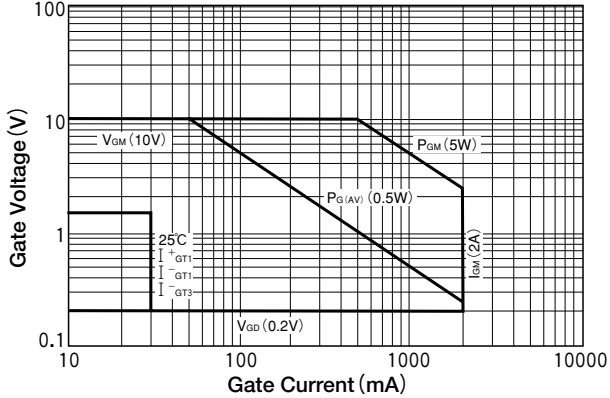 100
10
1
0.1
Gate Voltage (V)
VGM (10V)
PGM (5W)
PG(AV) (0.5W)
25℃
I⁺GT1
I⁻GT1
I⁻GT3
IGM (2A)
VGD (0.2V)
10
100
1000
10000
Gate Current (mA)